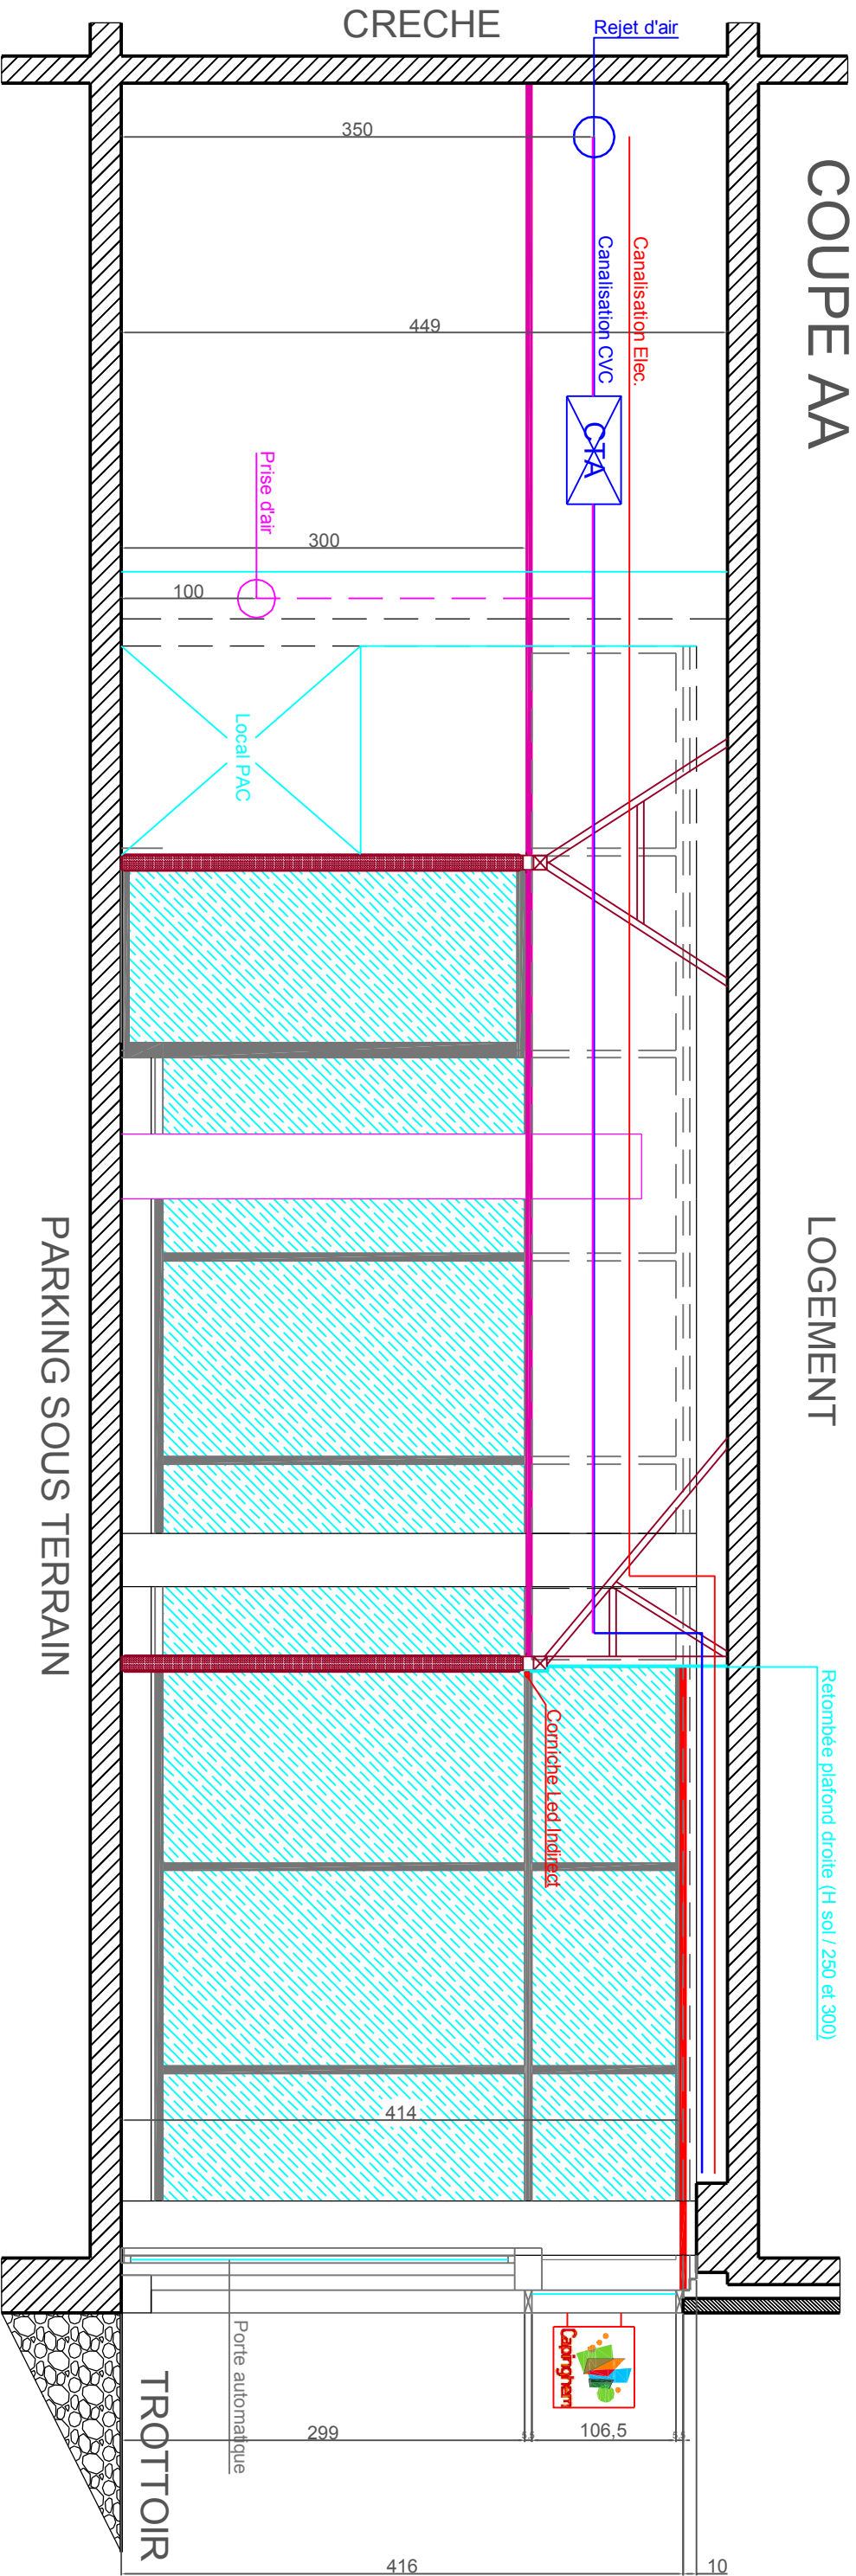 COUPE AA
LOGEMENT
CRECHE
PARKING SOUS TERRAIN
TROTTOIR
Rejet d'air
Canalisation Elec.
Canalisation CVC
CTA
Prise d'air
Local PAC
Corniche Led Indirect
Retombée plafond droite (H sol / 250 et 300)
Porte automatique
Capinghem
350
449
300
100
414
299
106,5
416
10